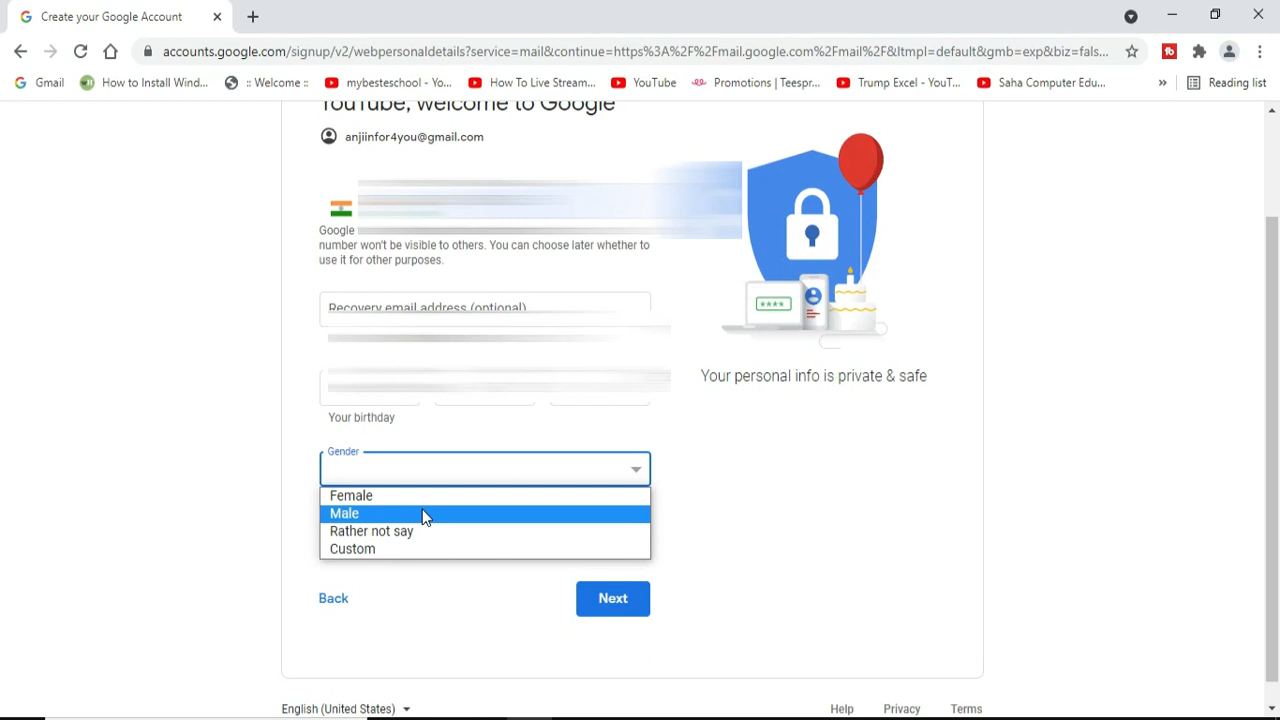 Create your Google Account
accounts.google.com/signup/v2/webpersonaldetails?service=mail&continue=https%3A%2F%2Fmail.google.com%2Fmail%2F&ltmpl=default&gmb=exp&biz=fals...
Gmail
How to Install Wind...
:: Welcome ::
mybesteschool - Yo...
How To Live Stream...
YouTube
Promotions | Teespr...
Trump Excel - YouT...
Saha Computer Edu...
»
Reading list
YouTube, welcome to Google
anjiinfor4you@gmail.com
Google
number won't be visible to others. You can choose later whether to
use it for other purposes.
Recovery email address (optional)
Your personal info is private & safe
Your birthday
Gender
Female
Male
Rather not say
Custom
Back
Next
English (United States)
Help
Privacy
Terms